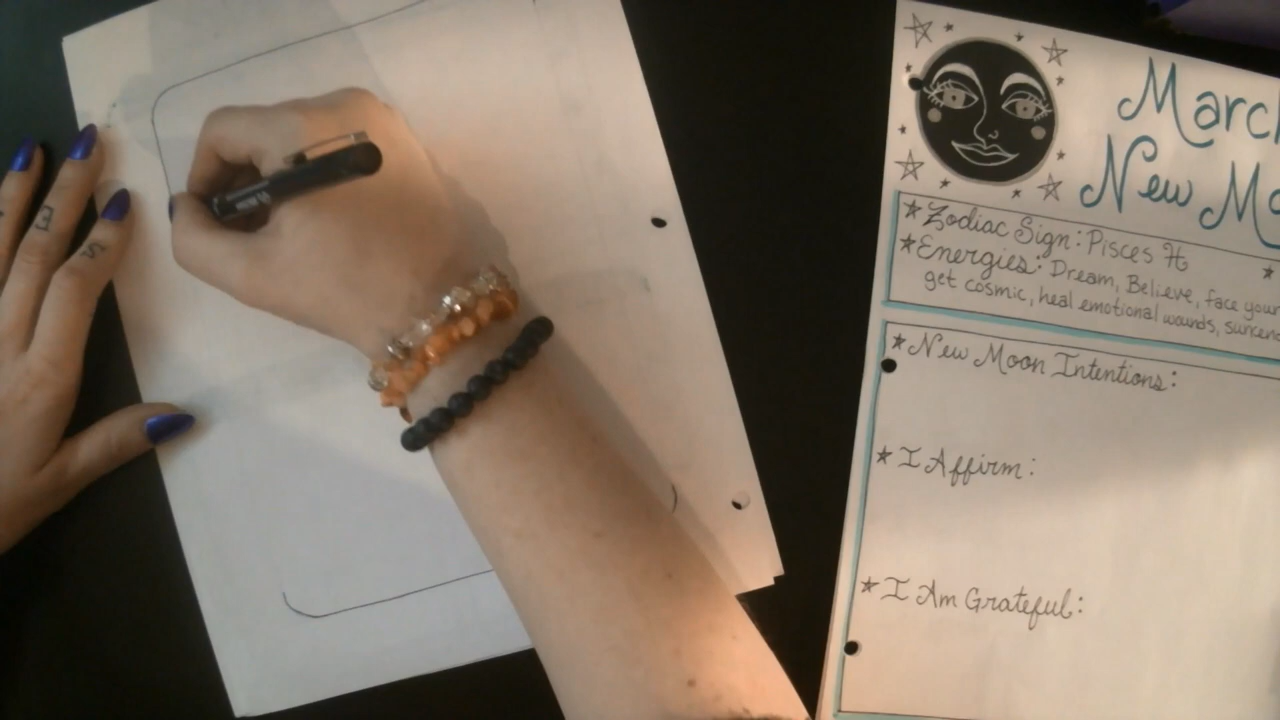 March
New Mo
★Zodiac Sign: Pisces ♓
★Energies: Dream, Believe, face your
get cosmic, heal emotional wounds, surren
★New Moon Intentions:
★I Affirm:
★I Am Grateful: